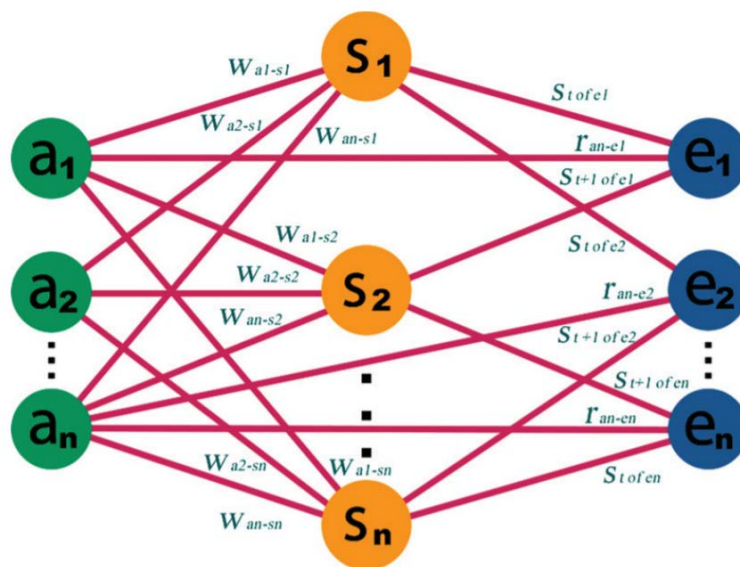 S1
Wa1-s1
St of e1
Wa2-s1
Wan-s1
ran-e1
a1
e1
St+1 of e1
Wa1-s2
St of e2
Wa2-s2
a2
S2
ran-e2
e2
Wan-s2
St+1 of e2
St+1 of en
ran-en
an
en
Wa2-sn
Wa1-sn
St of en
Wan-sn
Sn